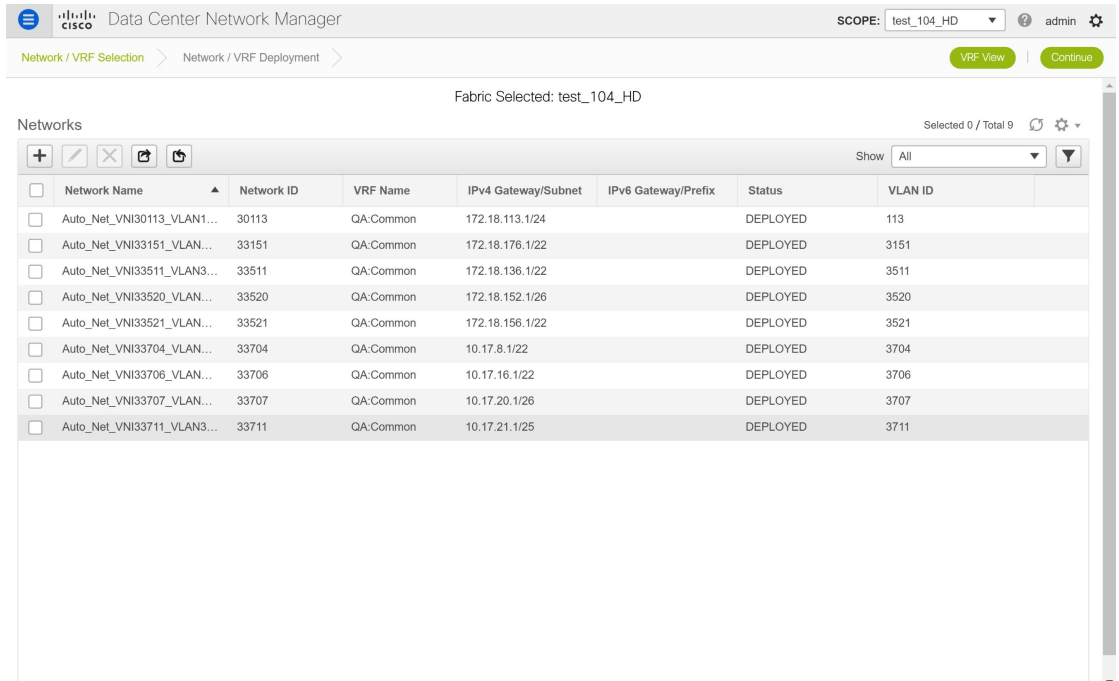 cisco Data Center Network Manager SCOPE: test_104_HD admin
Network / VRF Selection Network / VRF Deployment VRF View | Continue
Fabric Selected: test_104_HD
Networks Selected 0 / Total 9
Show All
Network Name Network ID VRF Name IPv4 Gateway/Subnet IPv6 Gateway/Prefix Status VLAN ID
Auto_Net_VNI30113_VLAN1... 30113 QA:Common 172.18.113.1/24 DEPLOYED 113
Auto_Net_VNI33151_VLAN... 33151 QA:Common 172.18.176.1/22 DEPLOYED 3151
Auto_Net_VNI33511_VLAN3... 33511 QA:Common 172.18.136.1/22 DEPLOYED 3511
Auto_Net_VNI33520_VLAN... 33520 QA:Common 172.18.152.1/26 DEPLOYED 3520
Auto_Net_VNI33521_VLAN... 33521 QA:Common 172.18.156.1/22 DEPLOYED 3521
Auto_Net_VNI33704_VLAN... 33704 QA:Common 10.17.8.1/22 DEPLOYED 3704
Auto_Net_VNI33706_VLAN... 33706 QA:Common 10.17.16.1/22 DEPLOYED 3706
Auto_Net_VNI33707_VLAN... 33707 QA:Common 10.17.20.1/26 DEPLOYED 3707
Auto_Net_VNI33711_VLAN3... 33711 QA:Common 10.17.21.1/25 DEPLOYED 3711